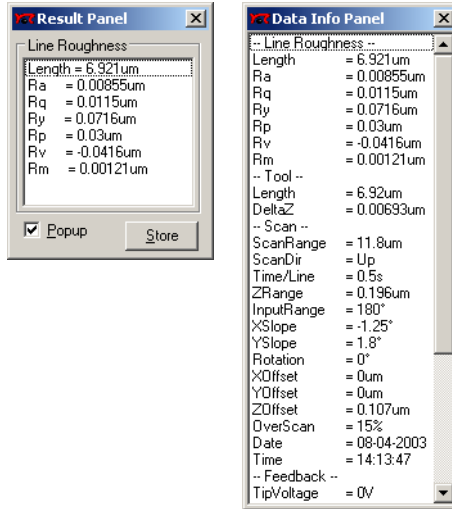 Result Panel
Line Roughness
Length = 6.921um
Ra = 0.00855um
Rq = 0.0115um
Ry = 0.0716um
Rp = 0.03um
Rv = -0.0416um
Rm = 0.00121um
Popup
Store
Data Info Panel
-- Line Roughness --
Length = 6.921um
Ra = 0.00855um
Rq = 0.0115um
Ry = 0.0716um
Rp = 0.03um
Rv = -0.0416um
Rm = 0.00121um
-- Tool --
Length = 6.92um
DeltaZ = 0.00693um
-- Scan --
ScanRange = 11.8um
ScanDir = Up
Time/Line = 0.5s
ZRange = 0.196um
InputRange = 180°
XSlope = -1.25°
YSlope = 1.8°
Rotation = 0°
XOffset = 0um
YOffset = 0um
ZOffset = 0.107um
OverScan = 15%
Date = 08-04-2003
Time = 14:13:47
-- Feedback --
TipVoltage = 0V